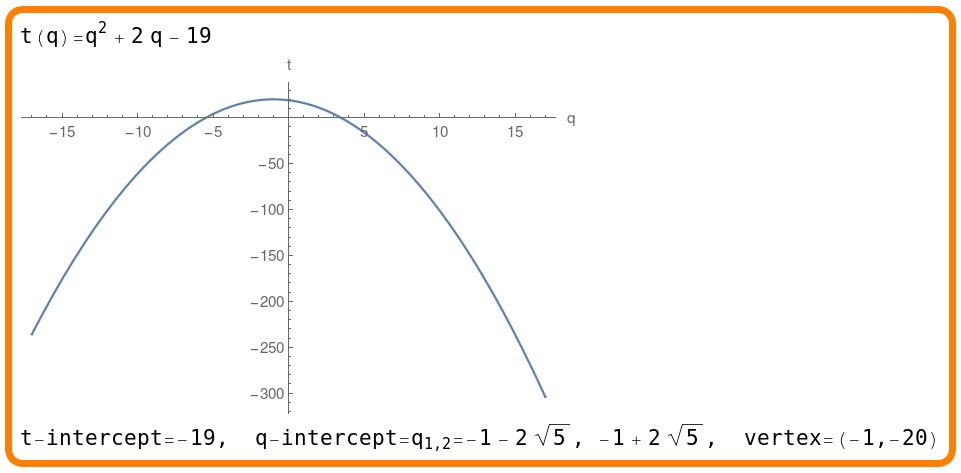 t(q)=q² + 2 q − 19
t
q
−15 −10 −5 5 10 15
−50
−100
−150
−200
−250
−300
t−intercept=−19, q−intercept=q₁,₂=−1 − 2 √5, −1 + 2 √5, vertex=(−1,−20)